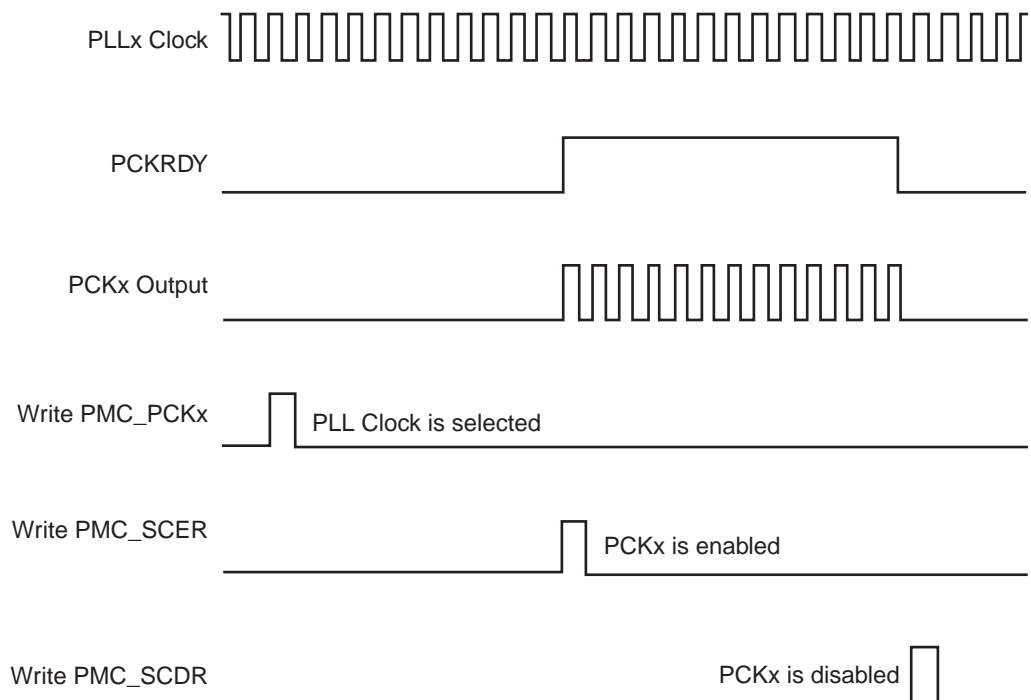 PLLx Clock
PCKRDY
PCKx Output
Write PMC_PCKx
PLL Clock is selected
Write PMC_SCER
PCKx is enabled
Write PMC_SCDR
PCKx is disabled